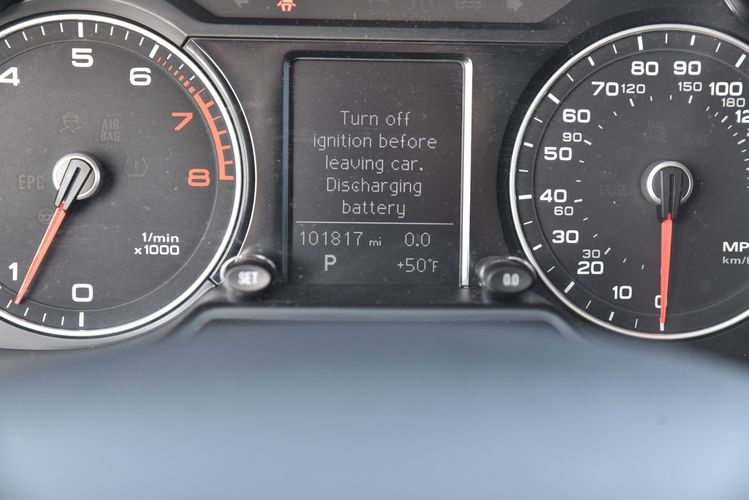 4
5
6
7
8
AIR
BAG
EPC
1/min
x1000
1
0
Turn off
ignition before
leaving car.
Discharging
battery
101817 mi 0.0
P +50°F
SET
0.0
80
90
100
70
120
150
180
60
90
50
40
60
30
30
20
10
0
MP
km/h